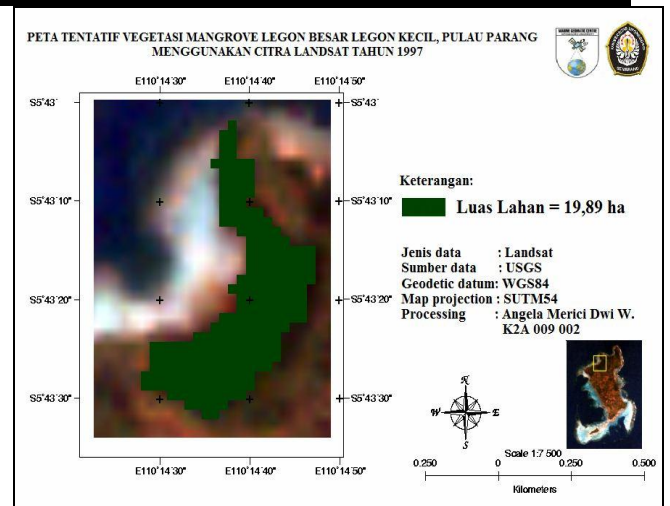 PETA TENTATIF VEGETASI MANGROVE LEGON BESAR LEGON KECIL, PULAU PARANG
MENGGUNAKAN CITRA LANDSAT TAHUN 1997
E110°14'30" E110°14'40" E110°14'50"
S5°43' S5°43'
S5°43'10" S5°43'10"
S5°43'20" S5°43'20"
S5°43'30" S5°43'30"
E110°14'30" E110°14'40" E110°14'50"
Keterangan:
Luas Lahan = 19,89 ha
Jenis data : Landsat
Sumber data : USGS
Geodetic datum: WGS84
Map projection : SUTM54
Processing : Angela Merici Dwi W.
K2A 009 002
N
W E
S
Scale 1:7 500
0.250 0 0.250 0.500
Kilometers